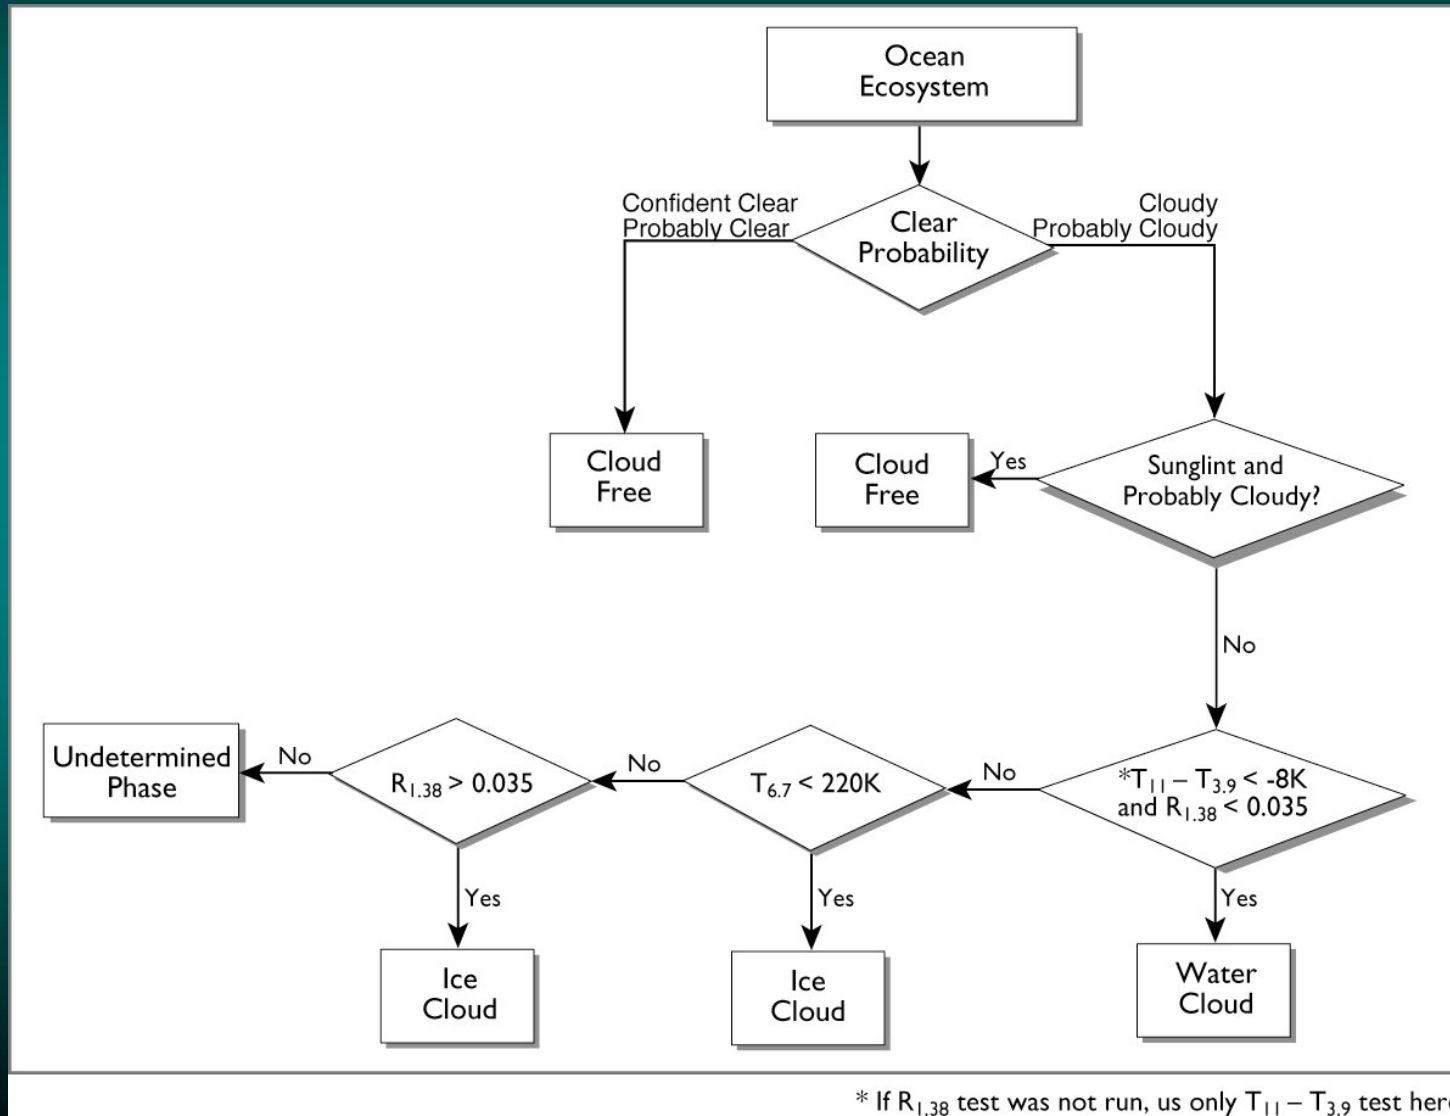 Ocean
Ecosystem
Confident Clear
Probably Clear
Clear
Probability
Cloudy
Probably Cloudy
Cloud
Free
Cloud
Free
Yes
Sunglint and
Probably Cloudy?
No
Undetermined
Phase
No
R₁.₃₈ > 0.035
No
T₆.₇ < 220K
No
*T₁₁ – T₃.₉ < -8K
and R₁.₃₈ < 0.035
Yes
Yes
Yes
Ice
Cloud
Ice
Cloud
Water
Cloud
* If R₁.₃₈ test was not run, us only T₁₁ – T₃.₉ test